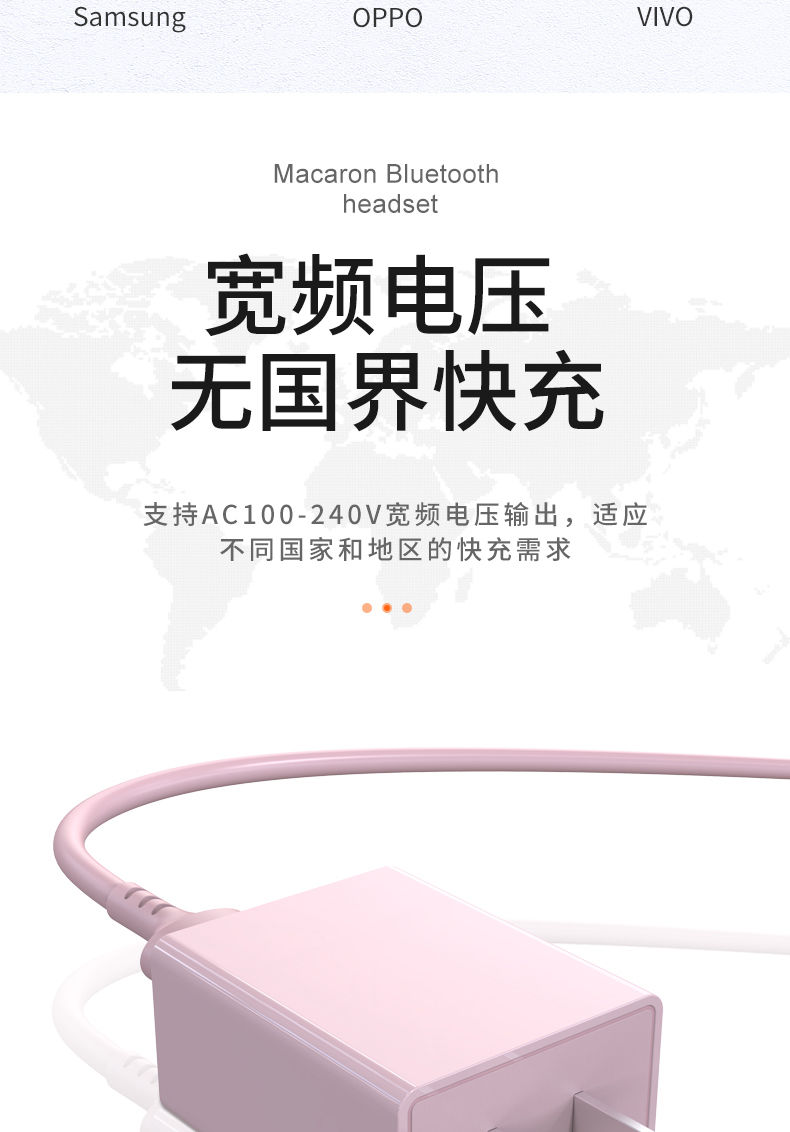 Samsung OPPO VIVO
Macaron Bluetooth
headset
宽频电压
无国界快充
支持AC100-240V宽频电压输出，适应
不同国家和地区的快充需求